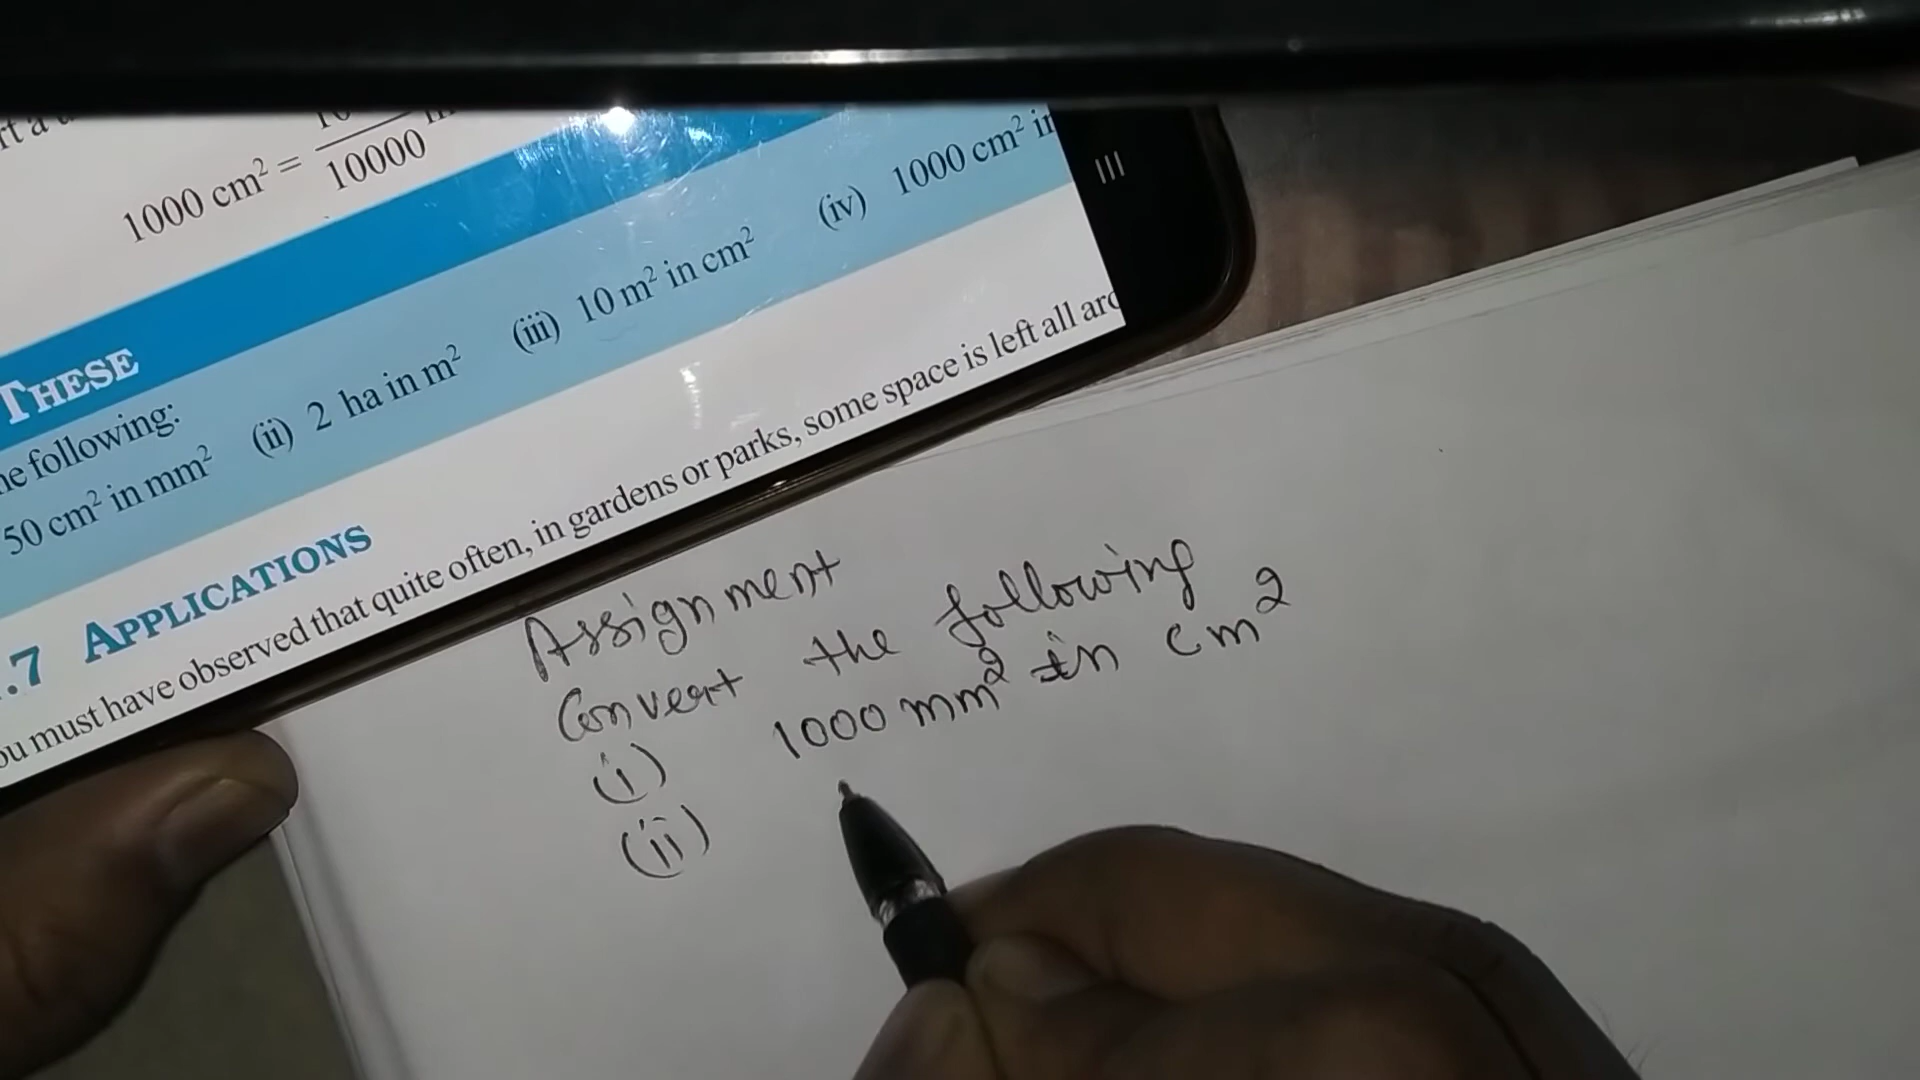 1000 cm² = 10000
THESE
following:
50 cm² in mm² (ii) 2 ha in m² (iii) 10 m² in cm² (iv) 1000 cm² in
.7 APPLICATIONS
must have observed that quite often, in gardens or parks, some space is left all
Assignment
Convert the following
(i) 1000 mm² in cm²
(ii)